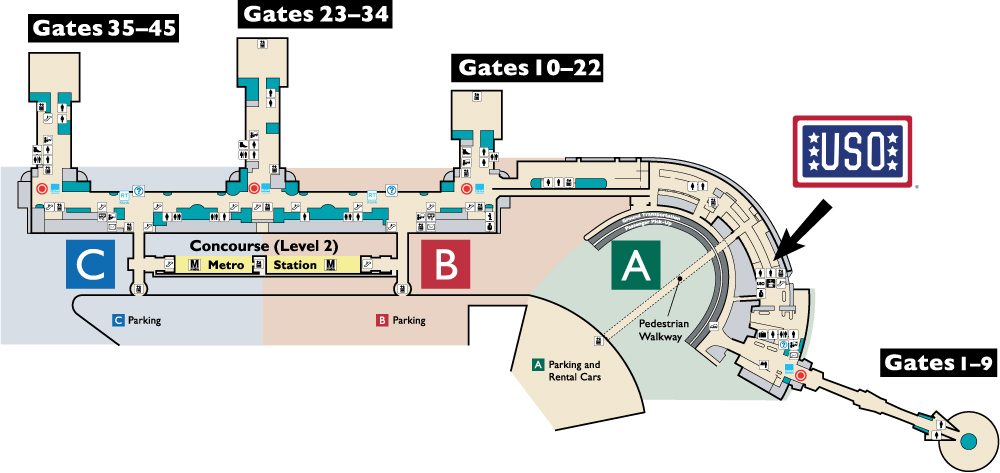 Gates 35–45
Gates 23–34
Gates 10–22
USO
Ground Transportation
Passenger Pick-Up
Concourse (Level 2)
C
B
A
M Metro
Station M
C Parking
B Parking
Pedestrian
Walkway
A Parking and
Rental Cars
Gates 1–9